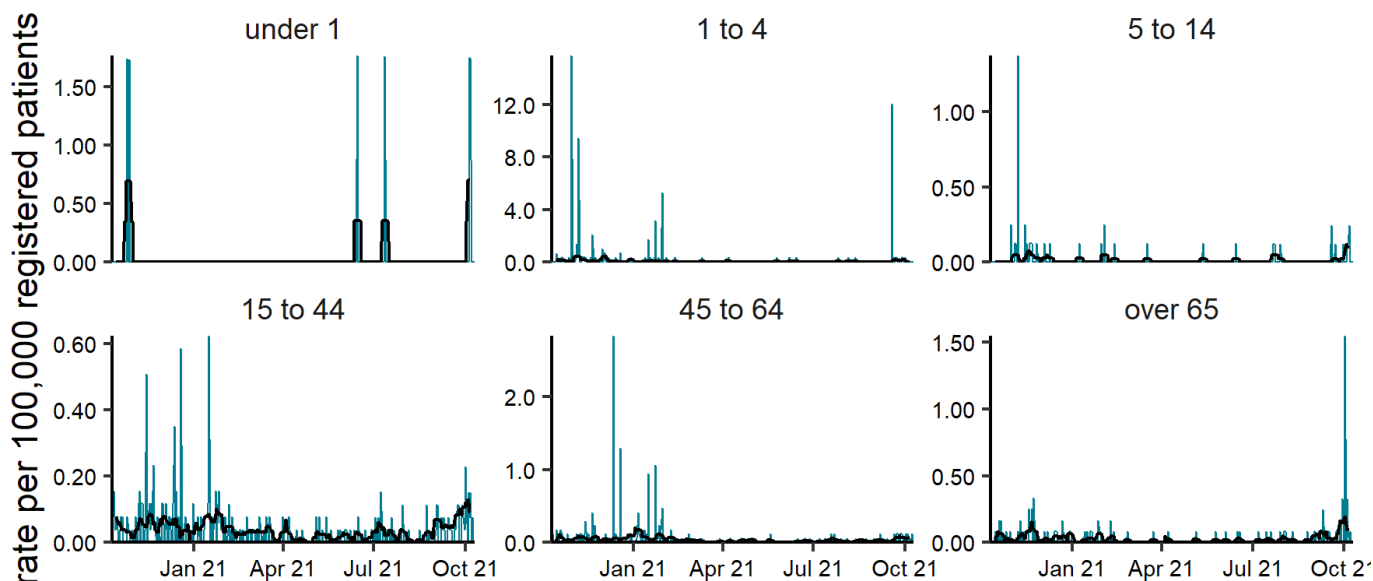 rate per 100,000 registered patients
under 1
1.50
1.00
0.50
0.00
1 to 4
12.0
8.0
4.0
0.0
5 to 14
1.00
0.50
0.00
15 to 44
0.60
0.40
0.20
0.00
Jan 21 Apr 21 Jul 21 Oct 21
45 to 64
2.0
1.0
0.0
Jan 21 Apr 21 Jul 21 Oct 21
over 65
1.50
1.00
0.50
0.00
Jan 21 Apr 21 Jul 21 Oct 21